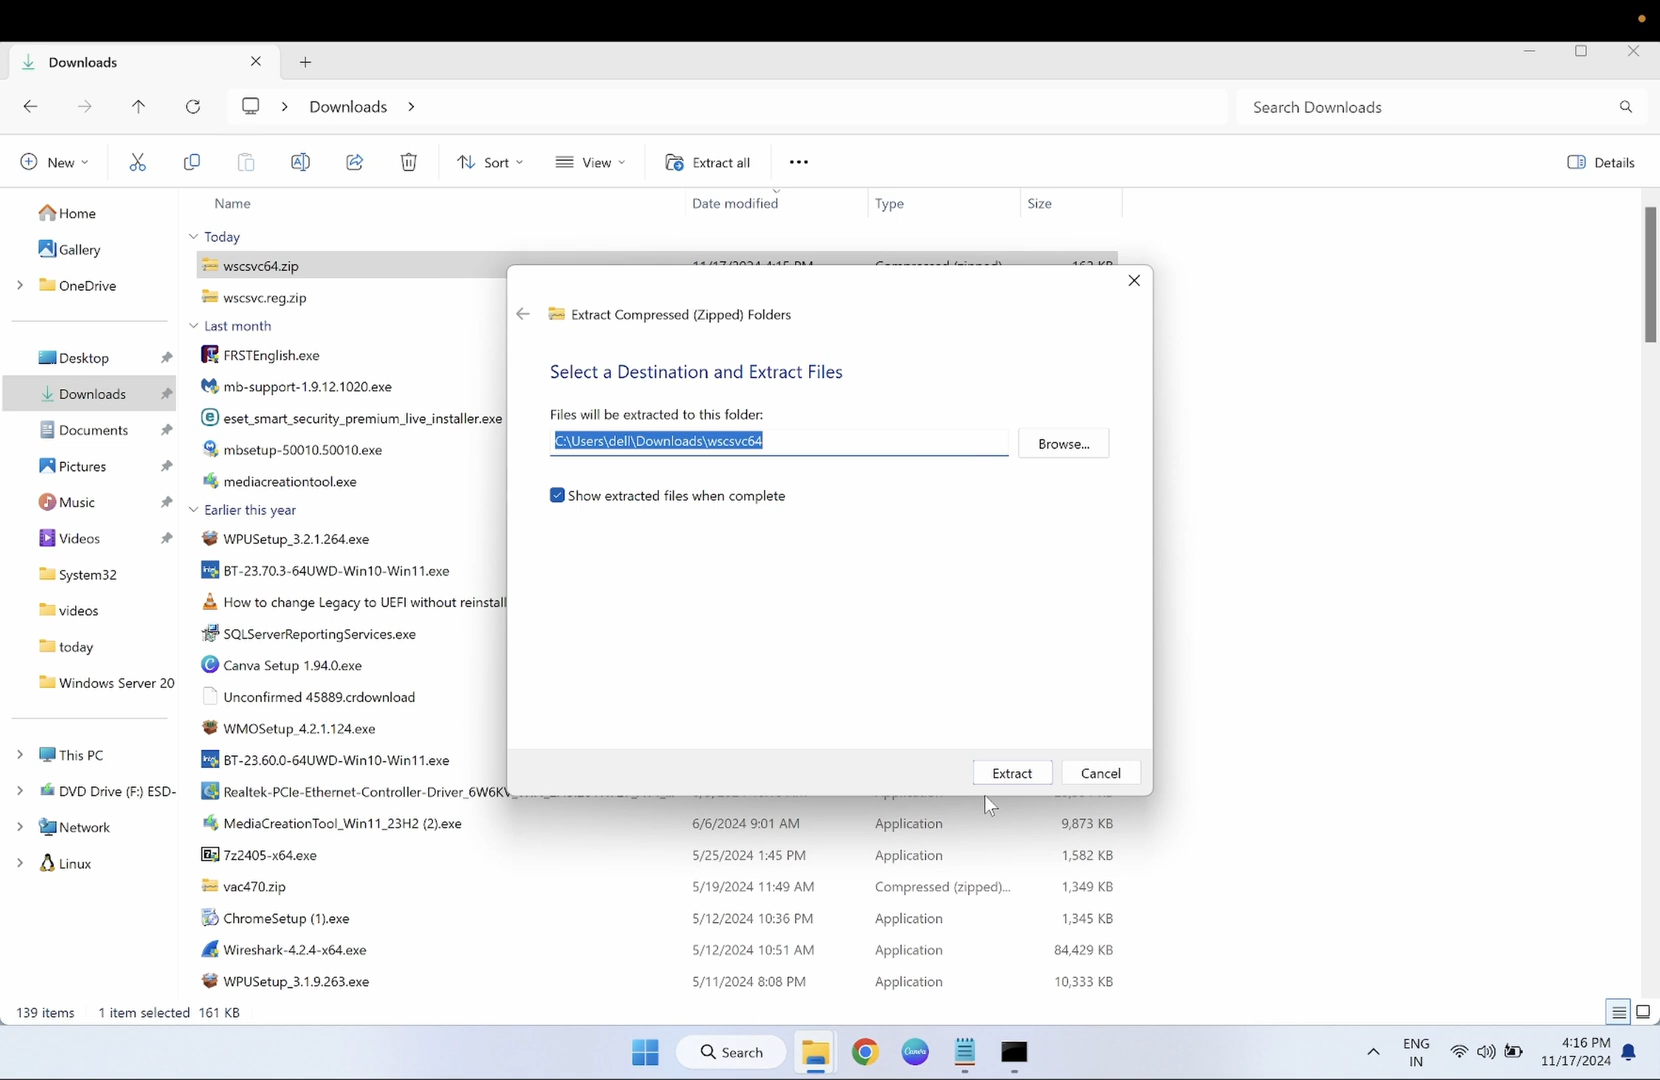 Downloads
Downloads
Search Downloads
New
Sort
View
Extract all
Details
Name
Date modified
Type
Size
Home
Gallery
OneDrive
Desktop
Downloads
Documents
Pictures
Music
Videos
System32
videos
today
Windows Server 20
This PC
DVD Drive (F:) ESD-
Network
Linux
Today
wscsvc64.zip 11/17/2024 4:15 PM Compressed (zipped)...
wscsvc.reg.zip
Last month
FRSTEnglish.exe
mb-support-1.9.12.1020.exe
eset_smart_security_premium_live_installer.exe
mbsetup-50010.50010.exe
mediacreationtool.exe
Earlier this year
WPUSetup_3.2.1.264.exe
BT-23.70.3-64UWD-Win10-Win11.exe
How to change Legacy to UEFI without reinstall
SQLServerReportingServices.exe
Canva Setup 1.94.0.exe
Unconfirmed 45889.crdownload
WMOSetup_4.2.1.124.exe
BT-23.60.0-64UWD-Win10-Win11.exe
Realtek-PCIe-Ethernet-Controller-Driver_6W6KV_
MediaCreationTool_Win11_23H2 (2).exe 6/6/2024 9:01 AM Application 9,873 KB
7z2405-x64.exe 5/25/2024 1:45 PM Application 1,582 KB
vac470.zip 5/19/2024 11:49 AM Compressed (zipped)... 1,349 KB
ChromeSetup (1).exe 5/12/2024 10:36 PM Application 1,345 KB
Wireshark-4.2.4-x64.exe 5/12/2024 10:51 AM Application 84,429 KB
WPUSetup_3.1.9.263.exe 5/11/2024 8:08 PM Application 10,333 KB
Extract Compressed (Zipped) Folders
Select a Destination and Extract Files
Files will be extracted to this folder:
C:\Users\dell\Downloads\wscsvc64
Browse...
Show extracted files when complete
Extract
Cancel
139 items 1 item selected 161 KB
Search
Canva
ENG
IN
4:16 PM
11/17/2024